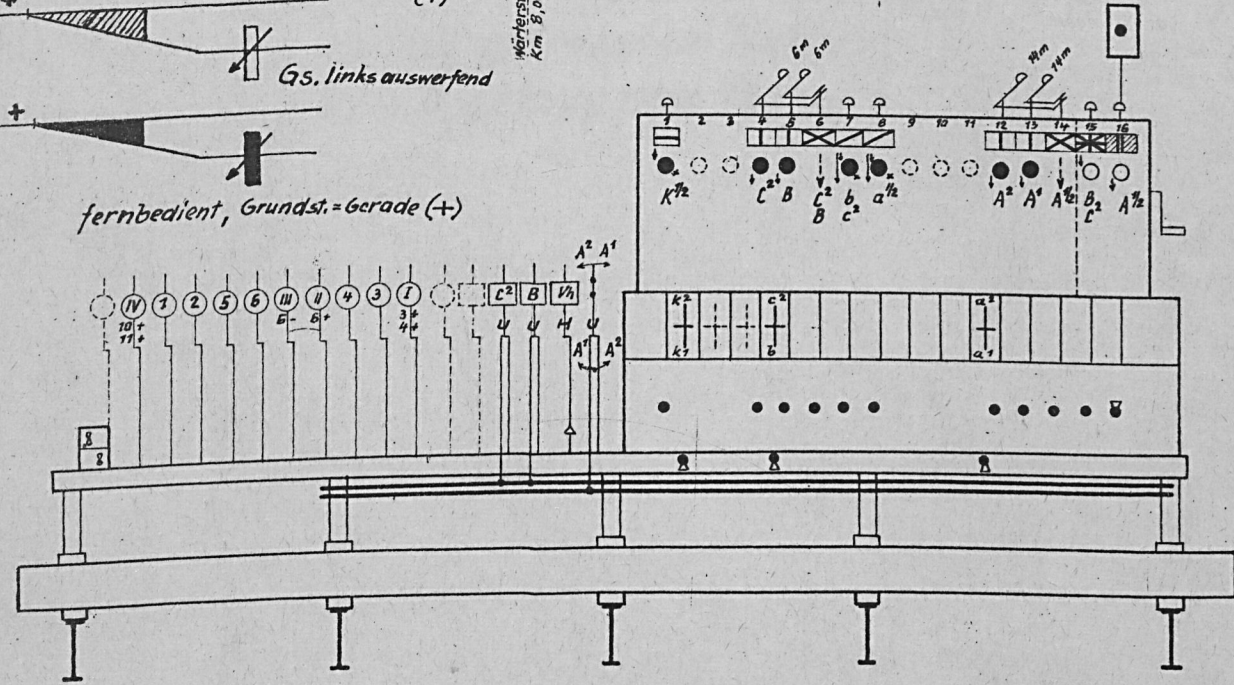 +
Gs. links auswerfend
+
fernbedient, Grundst. = Gerade (+)
Km 8,0
6m 6m
14m 14m
1 2 3 4 5 6 7 8 9 10 11 12 13 14 15 16
K½ C² B C² b a½ A² A¹ A½ B A½
B c² C²
A² A¹
IV 1 2 5 6 III II 4 3 I C² B Vh
10+ 6- 6+ 3+ U U H U
11+ 4+
A¹ A²
k² c² a²
k1 b a1
8
8